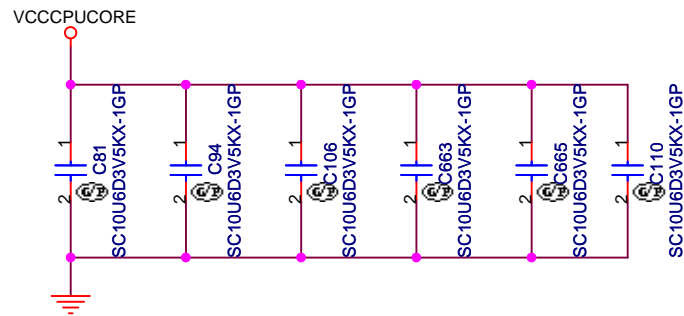 VCCCPUCORE
1
2
C81
SC10U6D3V5KX-1GP
G/P
1
2
C94
SC10U6D3V5KX-1GP
G/P
1
2
C106
SC10U6D3V5KX-1GP
G/P
1
2
C663
SC10U6D3V5KX-1GP
G/P
1
2
C665
SC10U6D3V5KX-1GP
G/P
1
2
C110
SC10U6D3V5KX-1GP
G/P